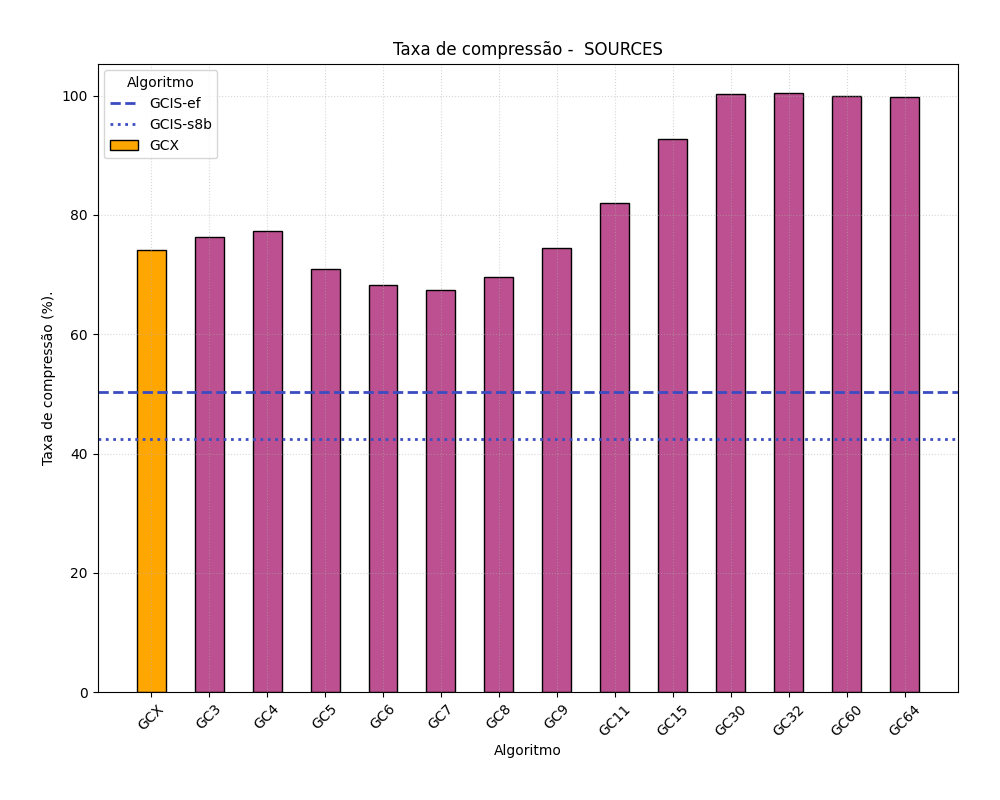 Taxa de compressão -  SOURCES
Algoritmo
GCIS-ef
GCIS-s8b
GCX
Taxa de compressão (%).
100
80
60
40
20
0
GCX
GC3
GC4
GC5
GC6
GC7
GC8
GC9
GC11
GC15
GC30
GC32
GC60
GC64
Algoritmo